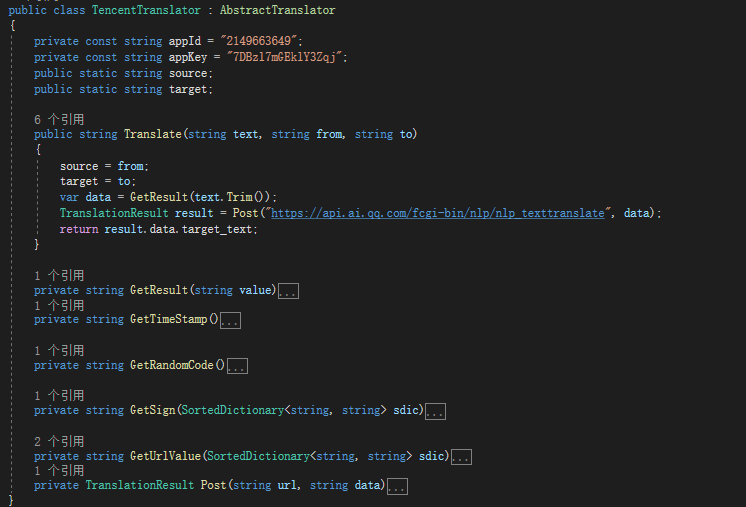 public class TencentTranslator : AbstractTranslator
{
private const string appId = "2149663649";
private const string appKey = "7DBzl7mGEklY3Zqj";
public static string source;
public static string target;
6 个引用
public string Translate(string text, string from, string to)
{
source = from;
target = to;
var data = GetResult(text.Trim());
TranslationResult result = Post("https://api.ai.qq.com/fcgi-bin/nlp/nlp_texttranslate", data);
return result.data.target_text;
}
1 个引用
private string GetResult(string value)...
1 个引用
private string GetTimeStamp()...
1 个引用
private string GetRandomCode()...
1 个引用
private string GetSign(SortedDictionary<string, string> sdic)...
2 个引用
private string GetUrlValue(SortedDictionary<string, string> sdic)...
1 个引用
private TranslationResult Post(string url, string data)...
}